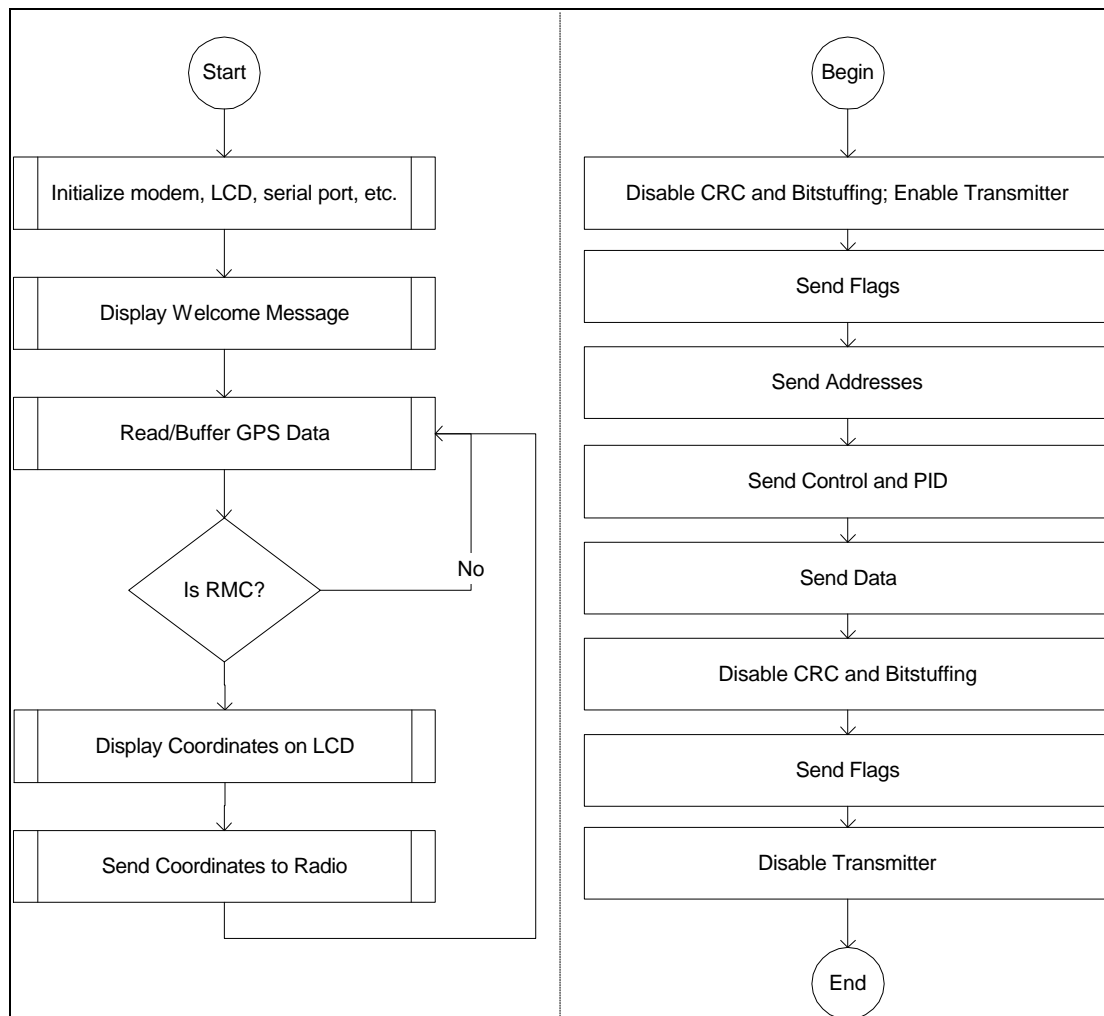 Start
Initialize modem, LCD, serial port, etc.
Display Welcome Message
Read/Buffer GPS Data
Is RMC?
No
Display Coordinates on LCD
Send Coordinates to Radio
Begin
Disable CRC and Bitstuffing; Enable Transmitter
Send Flags
Send Addresses
Send Control and PID
Send Data
Disable CRC and Bitstuffing
Send Flags
Disable Transmitter
End